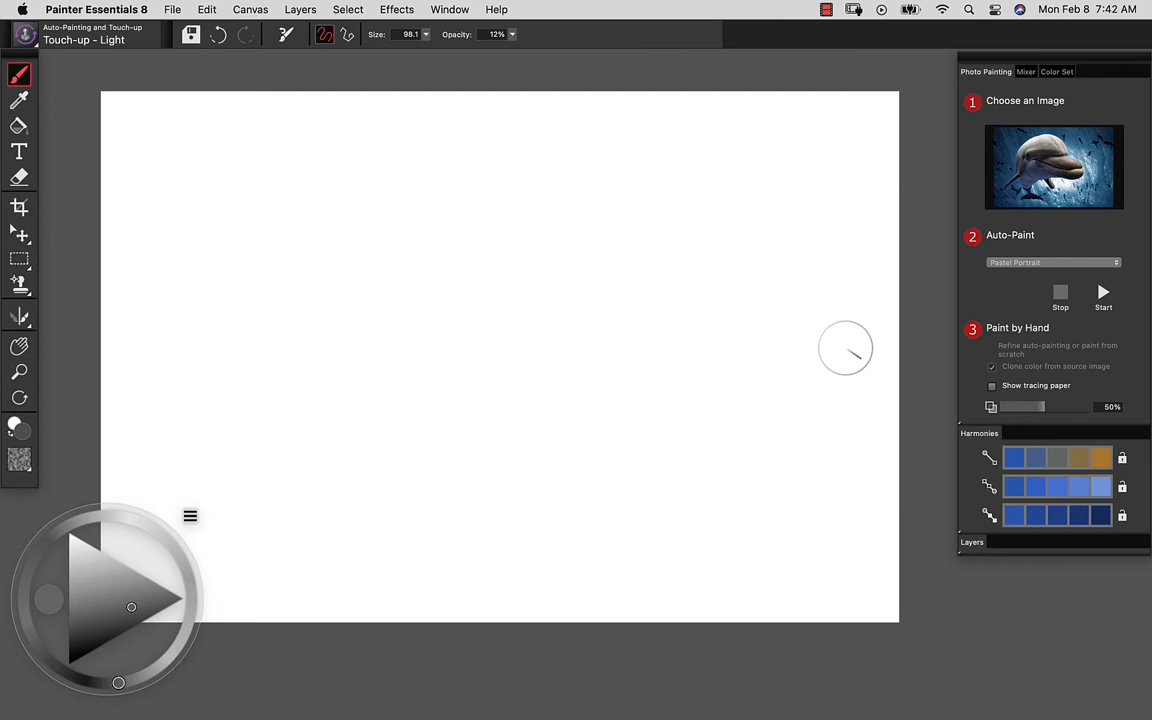 Painter Essentials 8 File Edit Canvas Layers Select Effects Window Help Mon Feb 8 7:42 AM
Auto-Painting and Touch-up
Touch-up - Light
Size: 98.1 Opacity: 12%
Photo Painting Mixer Color Set
1 Choose an Image
2 Auto-Paint
Pastel Portrait
Stop Start
3 Paint by Hand
Refine auto-painting or paint from
scratch
Clone color from source image
Show tracing paper
50%
Harmonies
Layers